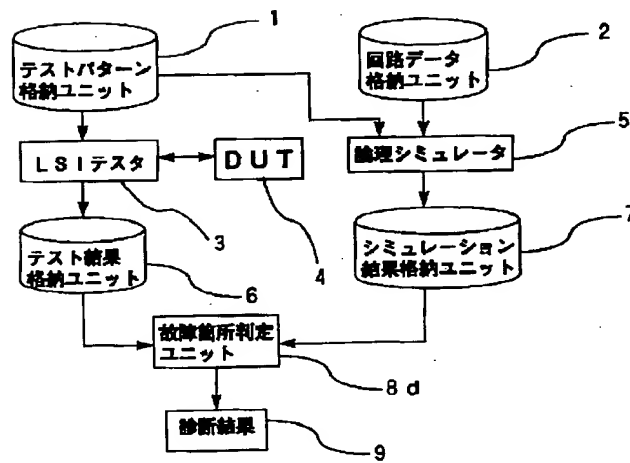 1
テストパターン
格納ユニット
2
回路データ
格納ユニット
LSIテスタ
3
DUT
4
論理シミュレータ
5
テスト結果
格納ユニット
6
シミュレーション
結果格納ユニット
7
故障箇所判定
ユニット
8d
診断結果
9